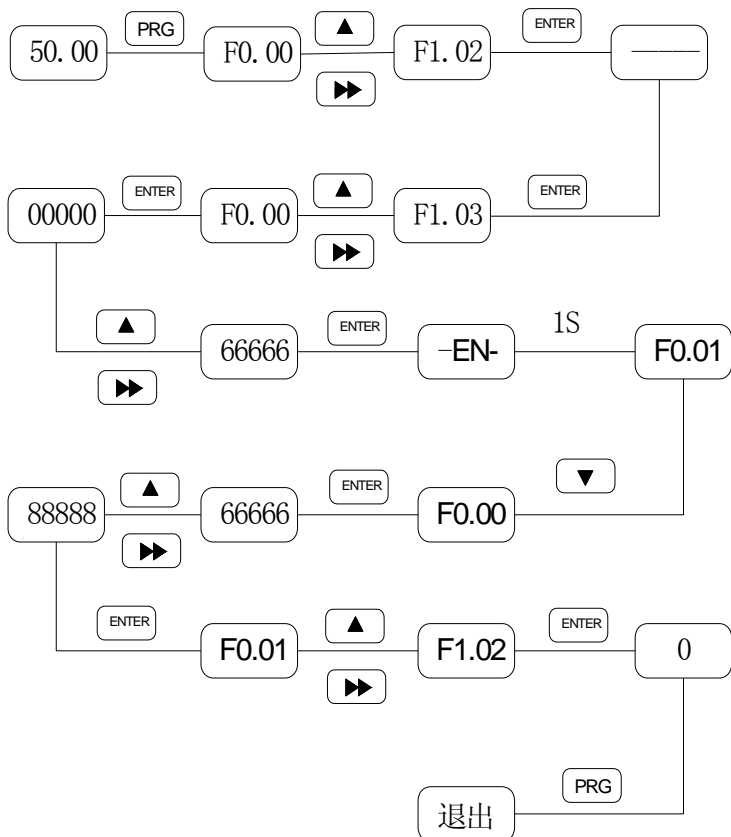 50.00 PRG F0.00 ▲ F1.02 ENTER -----
▶▶
00000 ENTER F0.00 ▲ F1.03 ENTER
▶▶
▲ 66666 ENTER -EN- 1S F0.01
▶▶
88888 ▲ 66666 ENTER F0.00 ▼
▶▶
ENTER F0.01 ▲ F1.02 ENTER 0
▶▶
退出 PRG